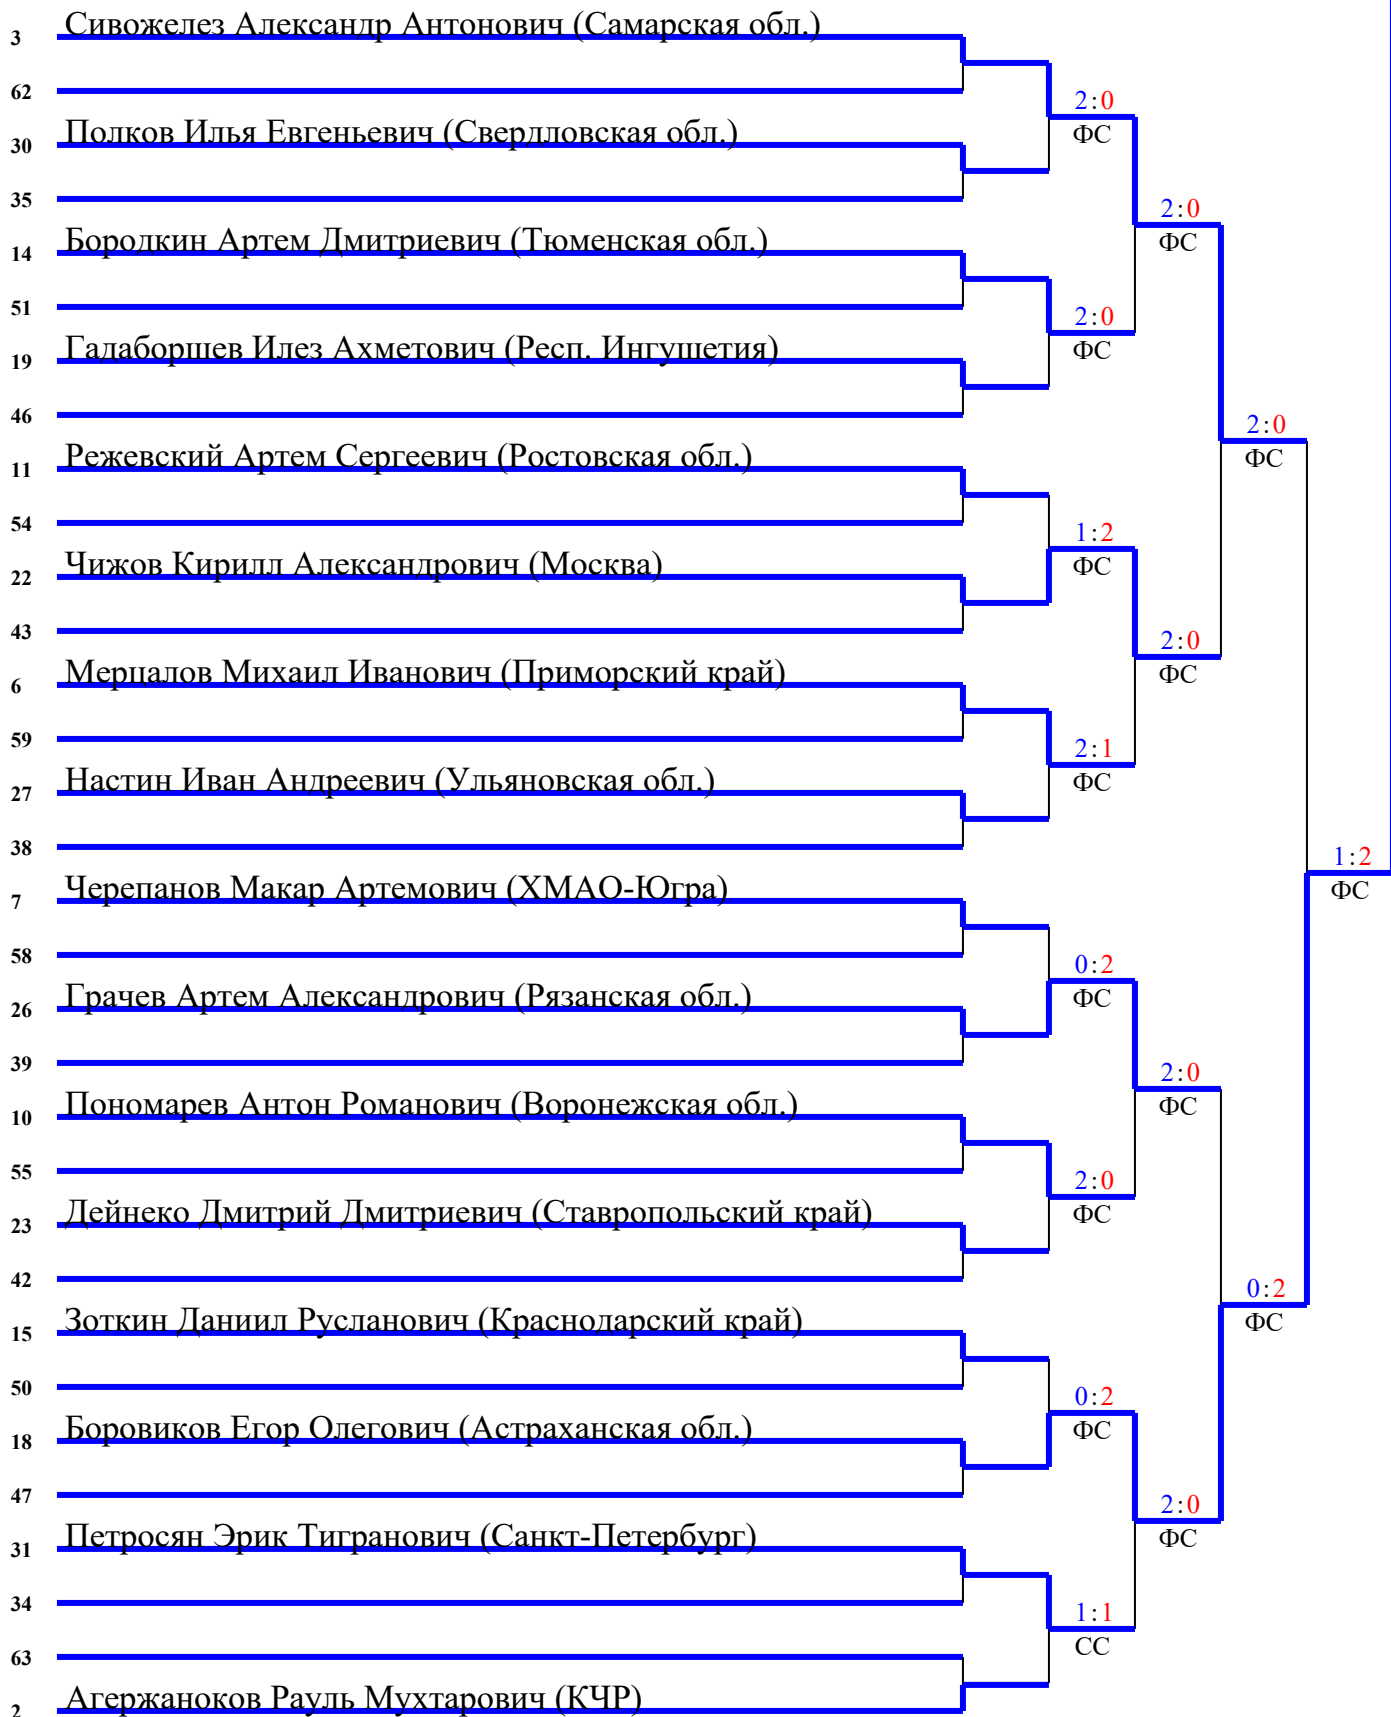 3 Сивожелез Александр Антонович (Самарская обл.)
62
2:0
30 Полков Илья Евгеньевич (Свердловская обл.)
ФС
35
2:0
14 Бородкин Артем Дмитриевич (Тюменская обл.)
ФС
51
2:0
19 Гадаборшев Илез Ахметович (Респ. Ингушетия)
ФС
46
2:0
11 Режевский Артем Сергеевич (Ростовская обл.)
ФС
54
1:2
22 Чижов Кирилл Александрович (Москва)
ФС
43
2:0
6 Мерцалов Михаил Иванович (Приморский край)
ФС
59
2:1
27 Настин Иван Андреевич (Ульяновская обл.)
ФС
38
1:2
7 Черепанов Макар Артемович (ХМАО-Югра)
ФС
58
0:2
26 Грачев Артем Александрович (Рязанская обл.)
ФС
39
2:0
10 Пономарев Антон Романович (Воронежская обл.)
ФС
55
2:0
23 Дейнеко Дмитрий Дмитриевич (Ставропольский край)
ФС
42
0:2
15 Зоткин Даниил Русланович (Краснодарский край)
ФС
50
0:2
18 Боровиков Егор Олегович (Астраханская обл.)
ФС
47
2:0
31 Петросян Эрик Тигранович (Санкт-Петербург)
ФС
34
1:1
СС
63
2 Агержаноков Рауль Мухтарович (КЧР)